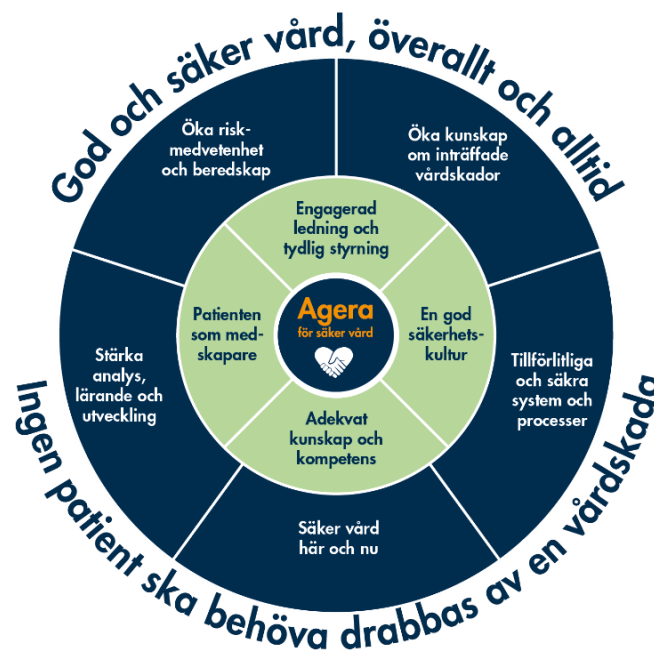 God och säker vård, överallt och alltid
Öka risk-
medvetenhet
och beredskap
Öka kunskap
om inträffade
vårdskador
Engagerad
ledning och
tydlig styrning
Patienten
som med-
skapare
Agera
för säker vård
En god
säkerhets-
kultur
Stärka
analys,
lärande och
utveckling
Tillförlitliga
och säkra
system och
processer
Adekvat
kunskap och
kompetens
Säker vård
här och nu
Ingen patient ska behöva drabbas av en vårdskada